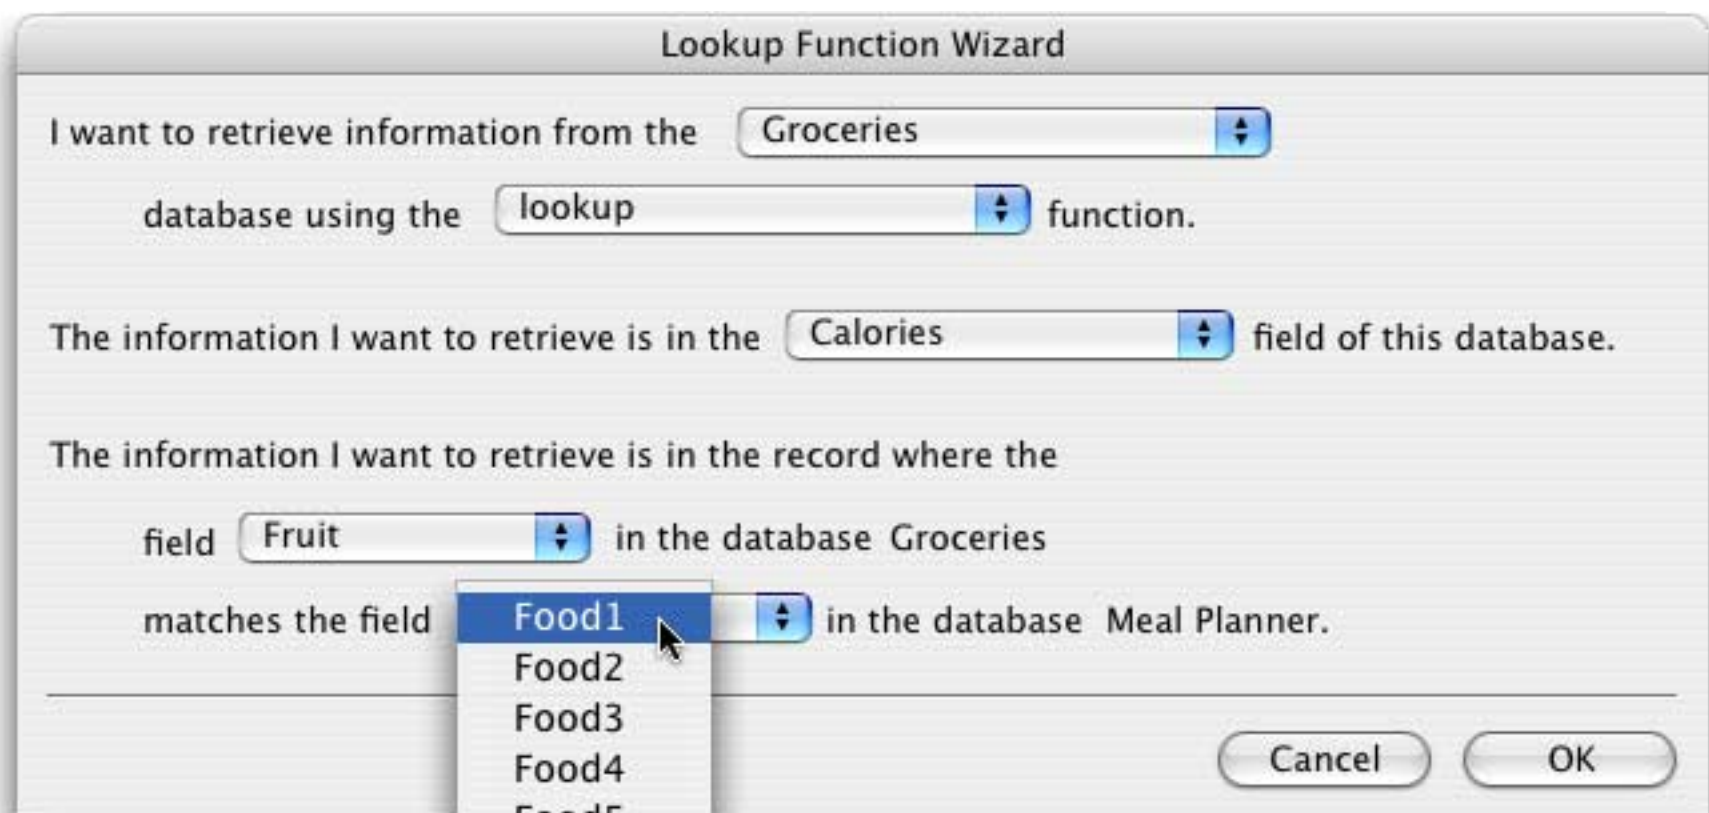 Lookup Function Wizard
I want to retrieve information from the Groceries
database using the lookup function.
The information I want to retrieve is in the Calories field of this database.
The information I want to retrieve is in the record where the
field Fruit in the database Groceries
matches the field Food1 in the database Meal Planner.
Food2
Food3
Food4
Cancel OK